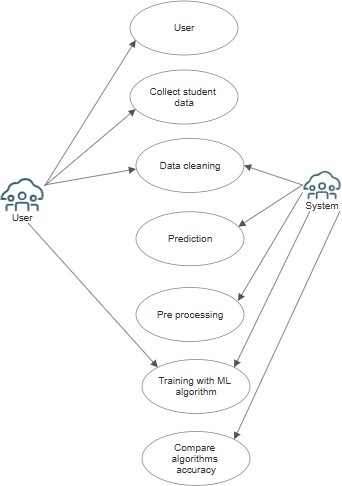 User
Collect student
data
Data cleaning
User
System
Prediction
Pre processing
Training with ML
algorithm
Compare
algorithms
accuracy